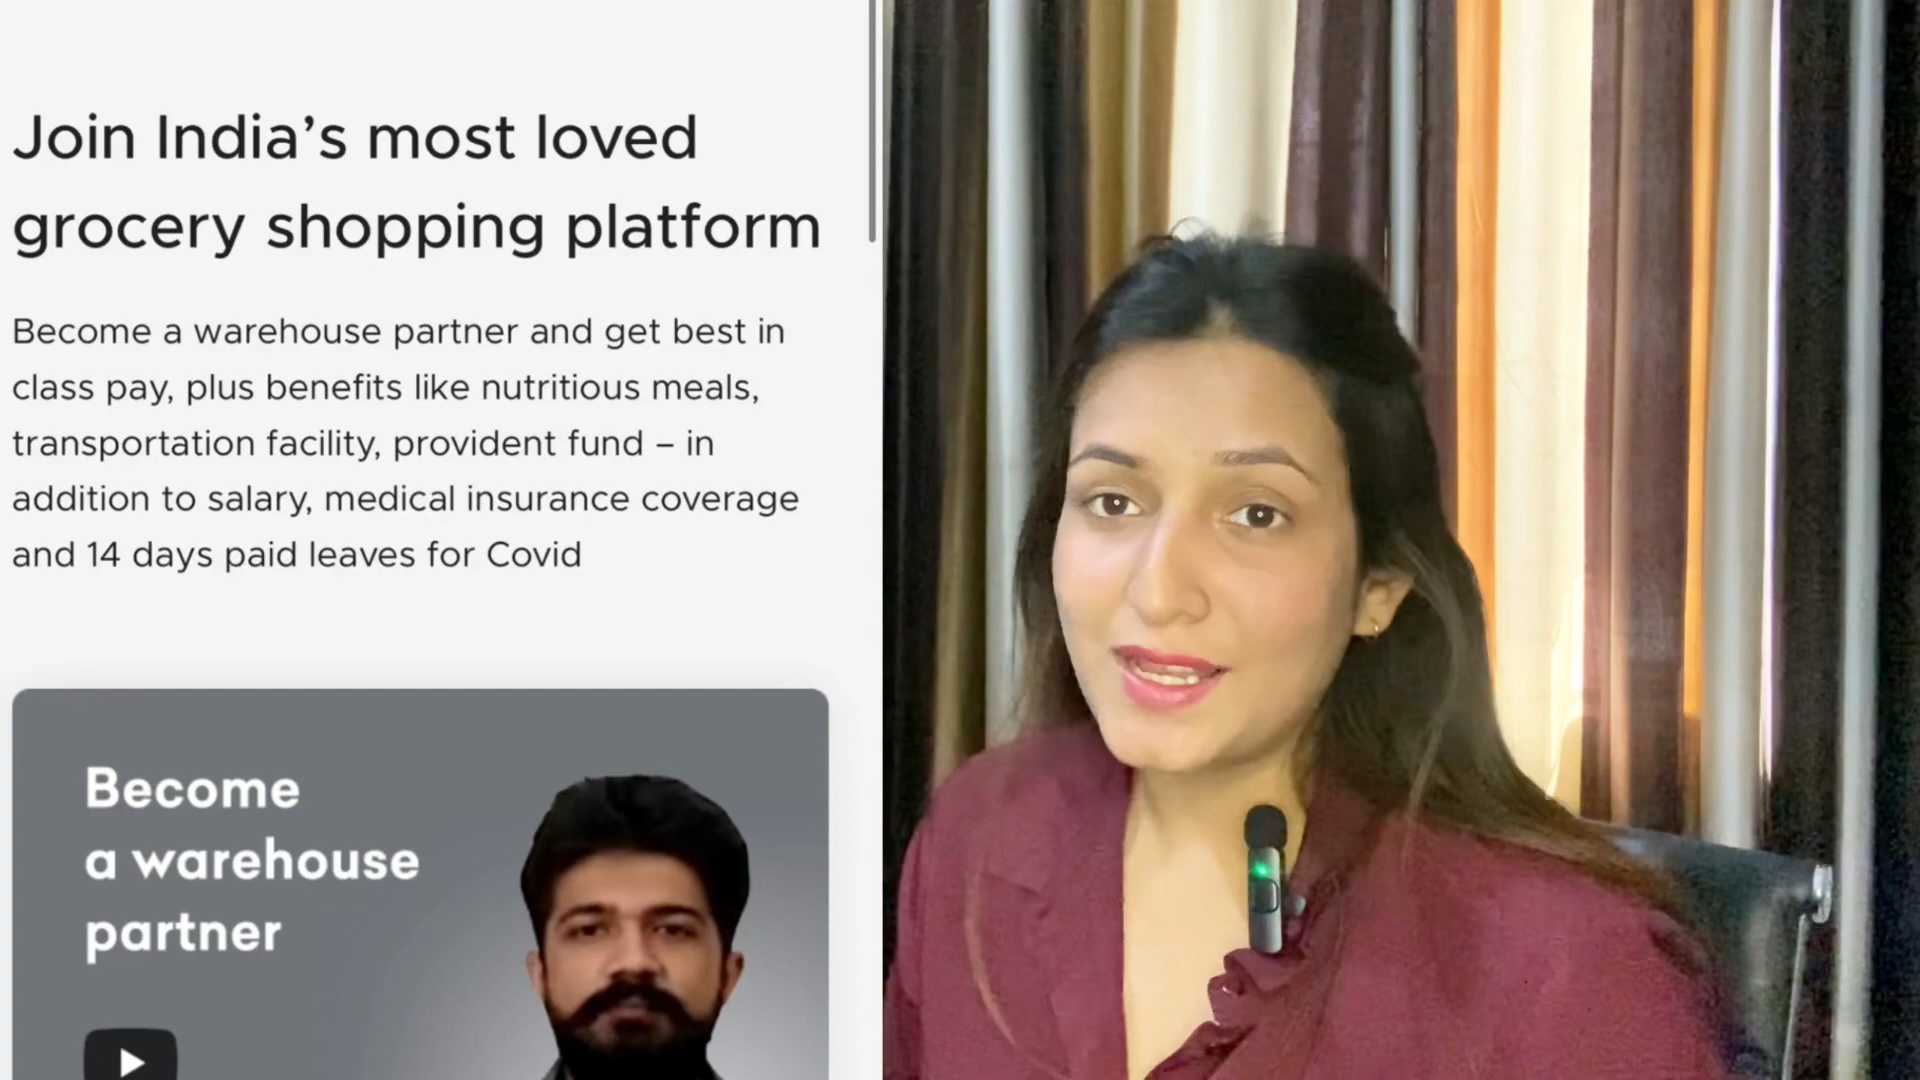 Join India’s most loved
grocery shopping platform
Become a warehouse partner and get best in
class pay, plus benefits like nutritious meals,
transportation facility, provident fund – in
addition to salary, medical insurance coverage
and 14 days paid leaves for Covid
Become
a warehouse
partner